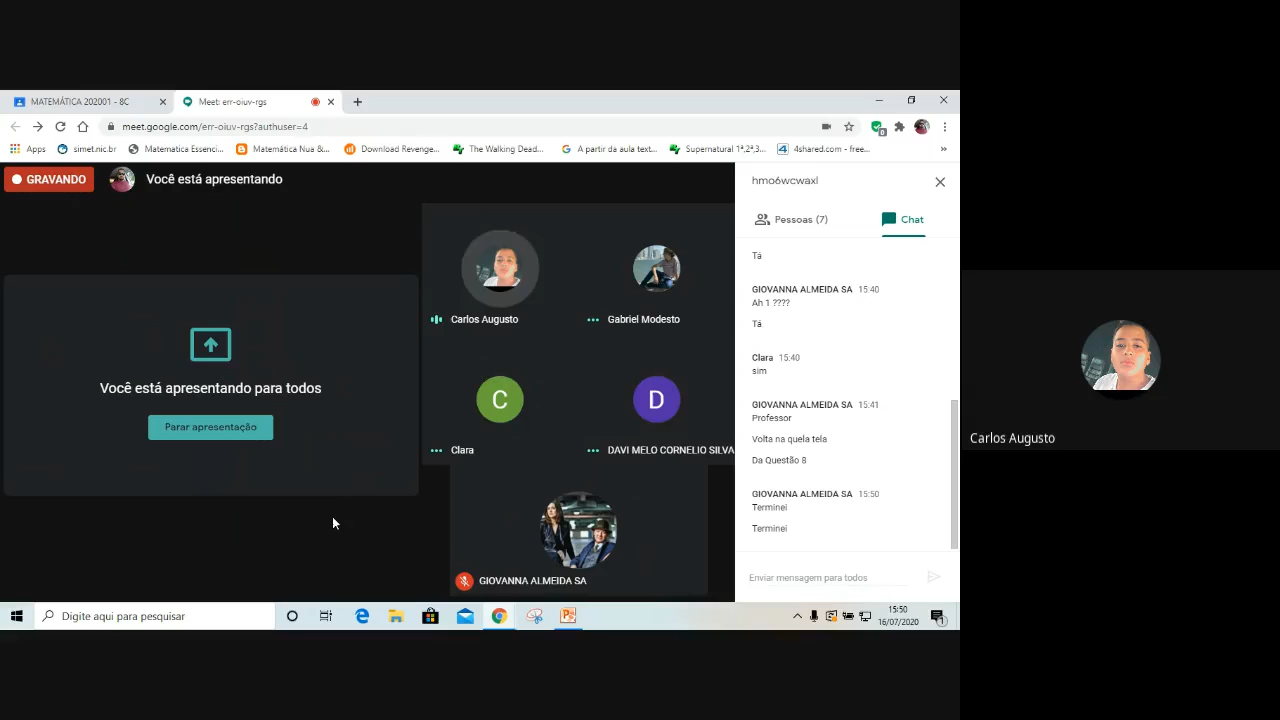 MATEMÁTICA 202001 - 8C
Meet: err-oiuv-rgs
meet.google.com/err-oiuv-rgs?authuser=4
Apps
simet.nic.br
Matematica Essenci...
Matemática Nua &...
Download Revenge...
The Walking Dead...
A partir da aula text...
Supernatural 1ª,2ª,3...
4shared.com - free...
»
GRAVANDO
Você está apresentando
Você está apresentando para todos
Parar apresentação
Carlos Augusto
Gabriel Modesto
C
D
Clara
DAVI MELO CORNELIO SILVA
GIOVANNA ALMEIDA SA
hmo6wcwaxl
Pessoas (7)
Chat
Tá
GIOVANNA ALMEIDA SA 15:40
Ah 1 ????
Tá
Clara 15:40
sim
GIOVANNA ALMEIDA SA 15:41
Professor
Volta na quela tela
Da Questão 8
GIOVANNA ALMEIDA SA 15:50
Terminei
Terminei
Enviar mensagem para todos
Carlos Augusto
Digite aqui para pesquisar
15:50
16/07/2020